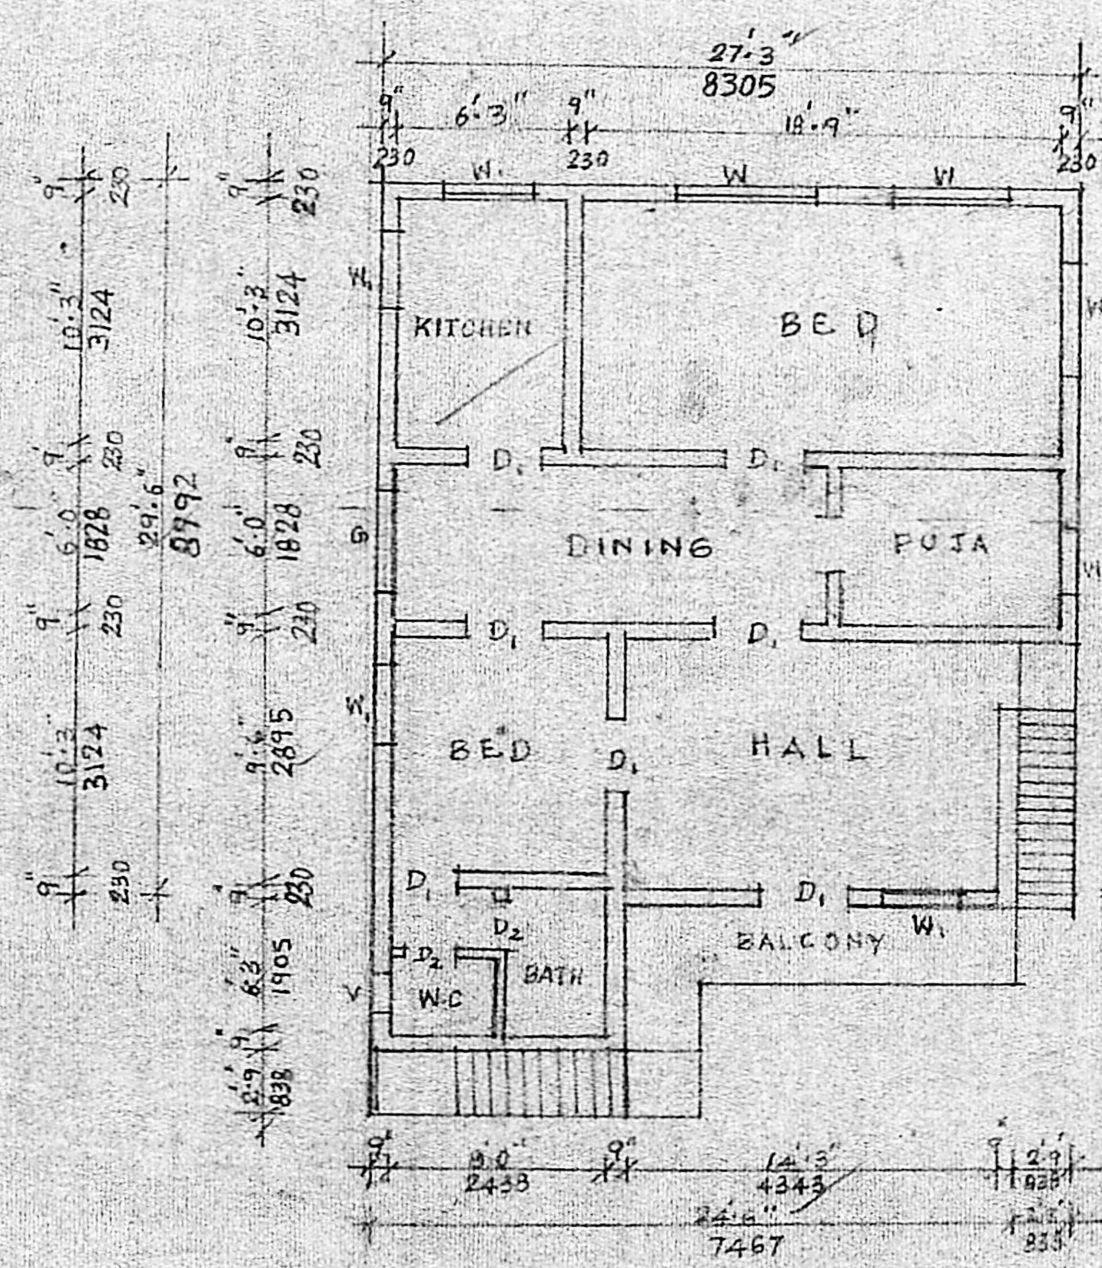 27'-3"
8305
9" 6'-3" 9" 18'-9" 9"
230 230 230
W₁ W W
9" 230 9" 230
10'-3" 3124 10'-3" 3124
W₁ KITCHEN BED W
9" 230 9" 230
D₁ D₁
6'-0" 1828 29'-6" 8992 6'-0" 1828
DINING PUJA W
9" 230 9" 230
D₁ D₁
10'-3" 3124 9'-6" 2895
W₁ BED D₁ HALL
9" 230 9" 230
D₁ D₁ W₁
D₂ BALCONY
6'-3" 1905
D₂ BATH
V W.C
9"
2'-9" 838
9" 8'-0" 9" 14'-3" 9" 2'-9"
2438 4343 838
24'-6"
7467 838